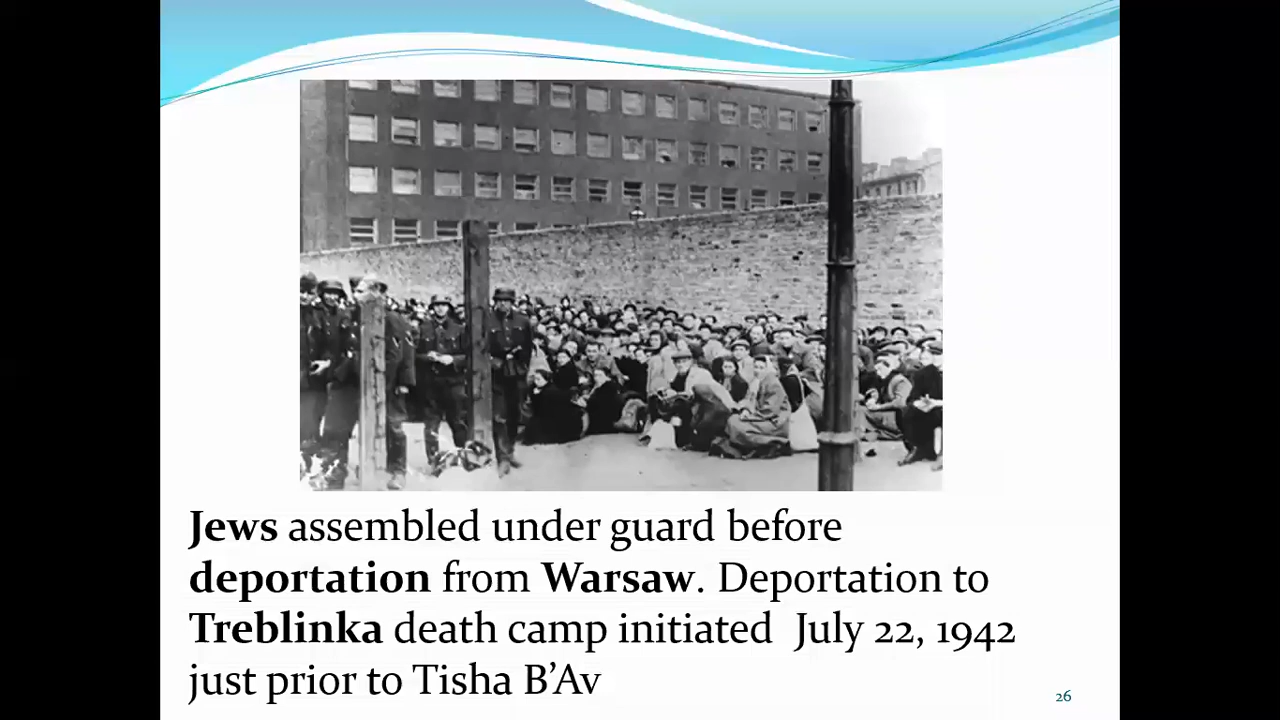 Jews assembled under guard before
deportation from Warsaw. Deportation to
Treblinka death camp initiated July 22, 1942
just prior to Tisha B’Av
26